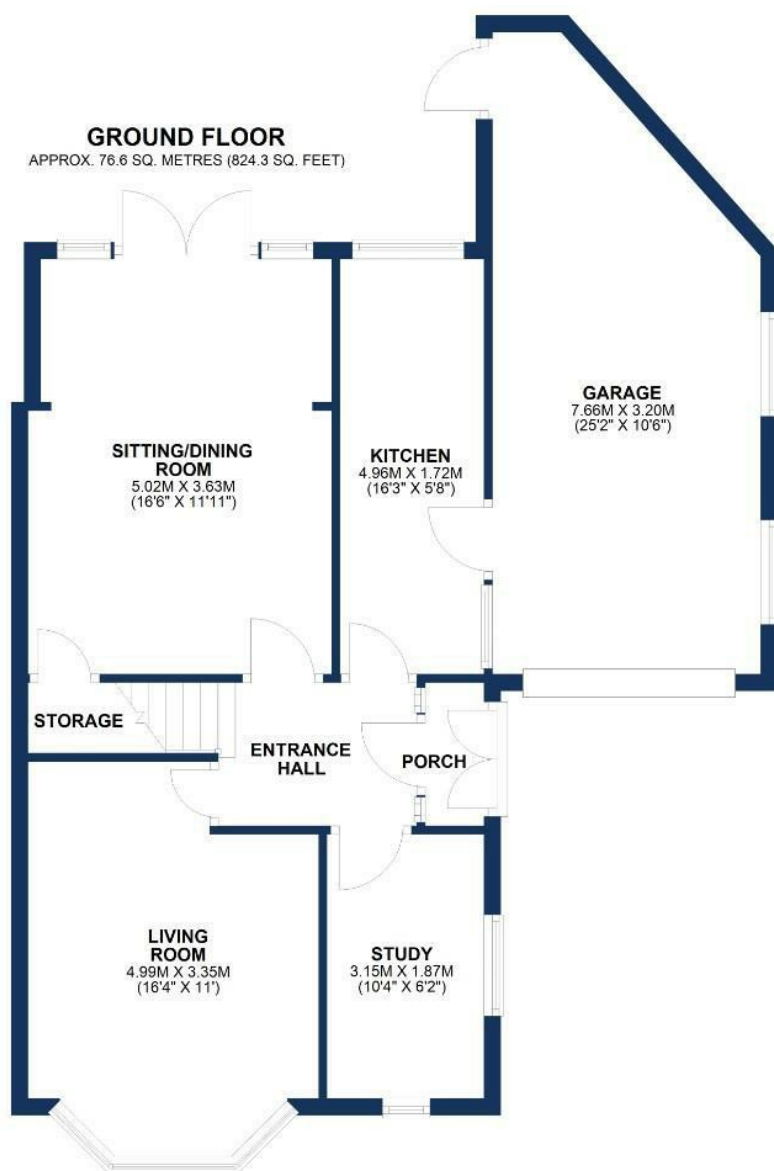 GROUND FLOOR
APPROX. 76.6 SQ. METRES (824.3 SQ. FEET)
GARAGE
7.66M X 3.20M
(25'2" X 10'6")
SITTING/DINING
ROOM
5.02M X 3.63M
(16'6" X 11'11")
KITCHEN
4.96M X 1.72M
(16'3" X 5'8")
STORAGE
ENTRANCE
HALL
PORCH
LIVING
ROOM
4.99M X 3.35M
(16'4" X 11')
STUDY
3.15M X 1.87M
(10'4" X 6'2")